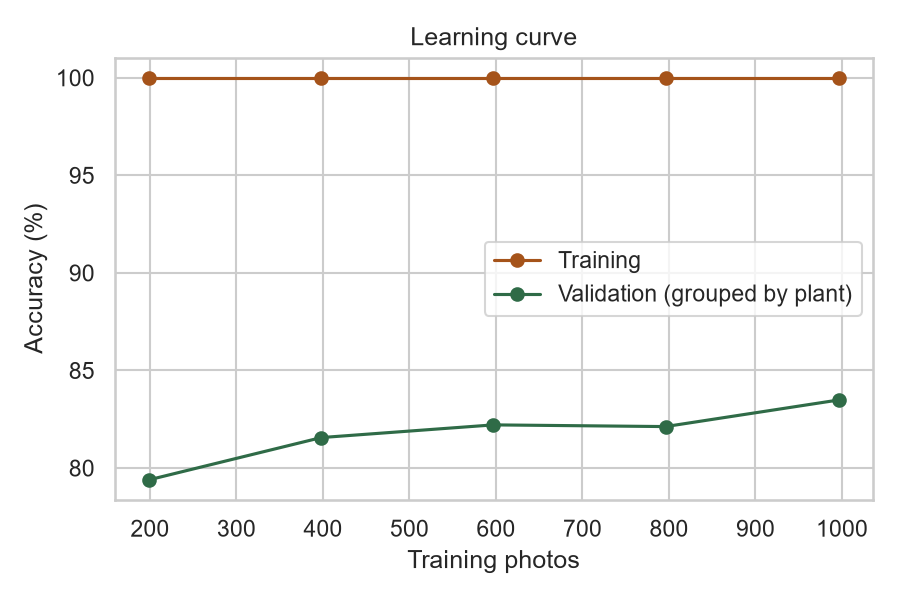 Learning curve
100
95
90
85
80
Accuracy (%)
Training
Validation (grouped by plant)
200 300 400 500 600 700 800 900 1000
Training photos